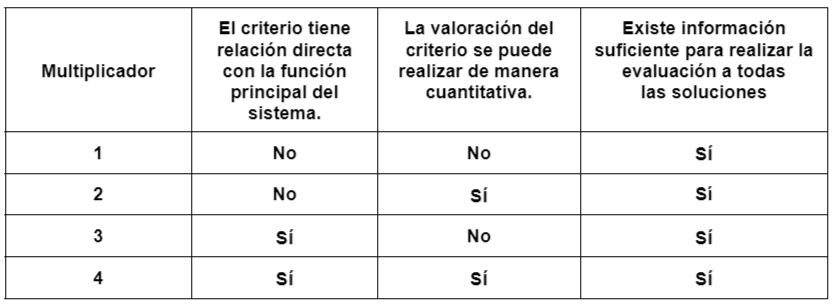 Multiplicador
El criterio tiene
relación directa
con la función
principal del
sistema.
La valoración del
criterio se puede
realizar de manera
cuantitativa.
Existe información
suficiente para realizar la
evaluación a todas
las soluciones
1 No No Sí
2 No Sí Sí
3 Sí No Sí
4 Sí Sí Sí